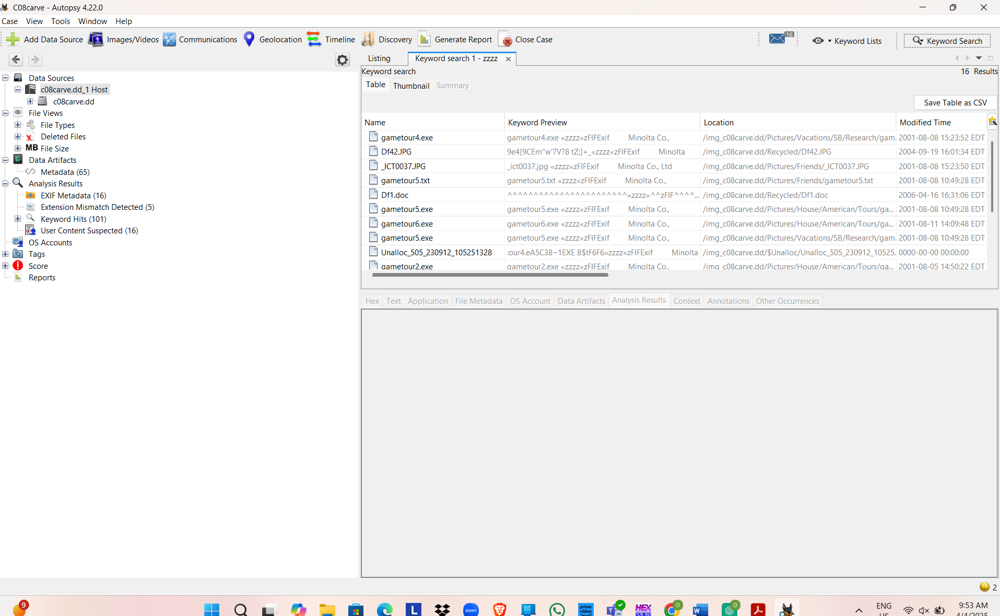 C08carve - Autopsy 4.22.0
Case View Tools Window Help
Add Data Source Images/Videos Communications Geolocation Timeline Discovery Generate Report Close Case 16 Keyword Lists Keyword Search
Listing Keyword search 1 - zzzz
Keyword search 16 Results
Table Thumbnail Summary
Save Table as CSV
Data Sources
c08carve.dd_1 Host
c08carve.dd
File Views
File Types
Deleted Files
MB File Size
Data Artifacts
Metadata (65)
Analysis Results
EXIF Metadata (16)
Extension Mismatch Detected (5)
Keyword Hits (101)
User Content Suspected (16)
OS Accounts
Tags
Score
Reports
Name Keyword Preview Location Modified Time
gametour4.exe gametour4.exe «zzzz«zFIFExif Minolta Co., /img_c08carve.dd/Pictures/Vacations/SB/Research/gam. 2001-08-08 15:23:52 EDT
Df42.JPG 9e4[9CEm"w'7V?8 tZ;]+_«zzzz«zFIFExif Minolta /img_c08carve.dd/Recycled/Df42.JPG 2004-09-19 16:01:34 EDT
_ICT0037.JPG _ict0037.jpg «zzzz«zFIFExif Minolta Co., Ltd /img_c08carve.dd/Pictures/Friends/_ICT0037.JPG 2001-08-08 15:23:50 EDT
gametour5.txt gametour5.txt «zzzz«zFIFExif Minolta Co., /img_c08carve.dd/Pictures/Friends/gametour5.txt 2001-08-08 10:49:28 EDT
Df1.doc ^^^^^^^^^^^^^^^^^^^^^^^«zzzz«^^zFIF^^^^... /img_c08carve.dd/Recycled/Df1.doc 2006-04-16 16:31:06 EDT
gametour5.exe gametour5.exe «zzzz«zFIFExif Minolta Co., /img_c08carve.dd/Pictures/House/American/Tours/ga... 2001-08-08 10:49:28 EDT
gametour6.exe gametour6.exe «zzzz«zFIFExif Minolta Co., /img_c08carve.dd/Pictures/House/American/Tours/ga... 2001-08-11 14:09:48 EDT
gametour5.exe gametour5.exe «zzzz«zFIFExif Minolta Co., /img_c08carve.dd/Pictures/Vacations/SB/Research/gam. 2001-08-08 10:49:28 EDT
Unalloc_505_230912_105251328 :our4.eA5C38~1EXE B$tF6F6«zzzz«zFIFExif Minolta /img_c08carve.dd/$Unalloc/Unalloc_505_230912_10525. 0000-00-00 00:00:00
gametour2.exe gametour2.exe «zzzz«zFIFExif Minolta Co., /img_c08carve.dd/Pictures/House/American/Tours/ga... 2001-08-05 14:50:22 EDT
Hex Text Application File Metadata OS Account Data Artifacts Analysis Results Context Annotations Other Occurrences
2
9 L zoom prime video T HEX 0 W 0 ENG US 9:53 AM
4/4/2025